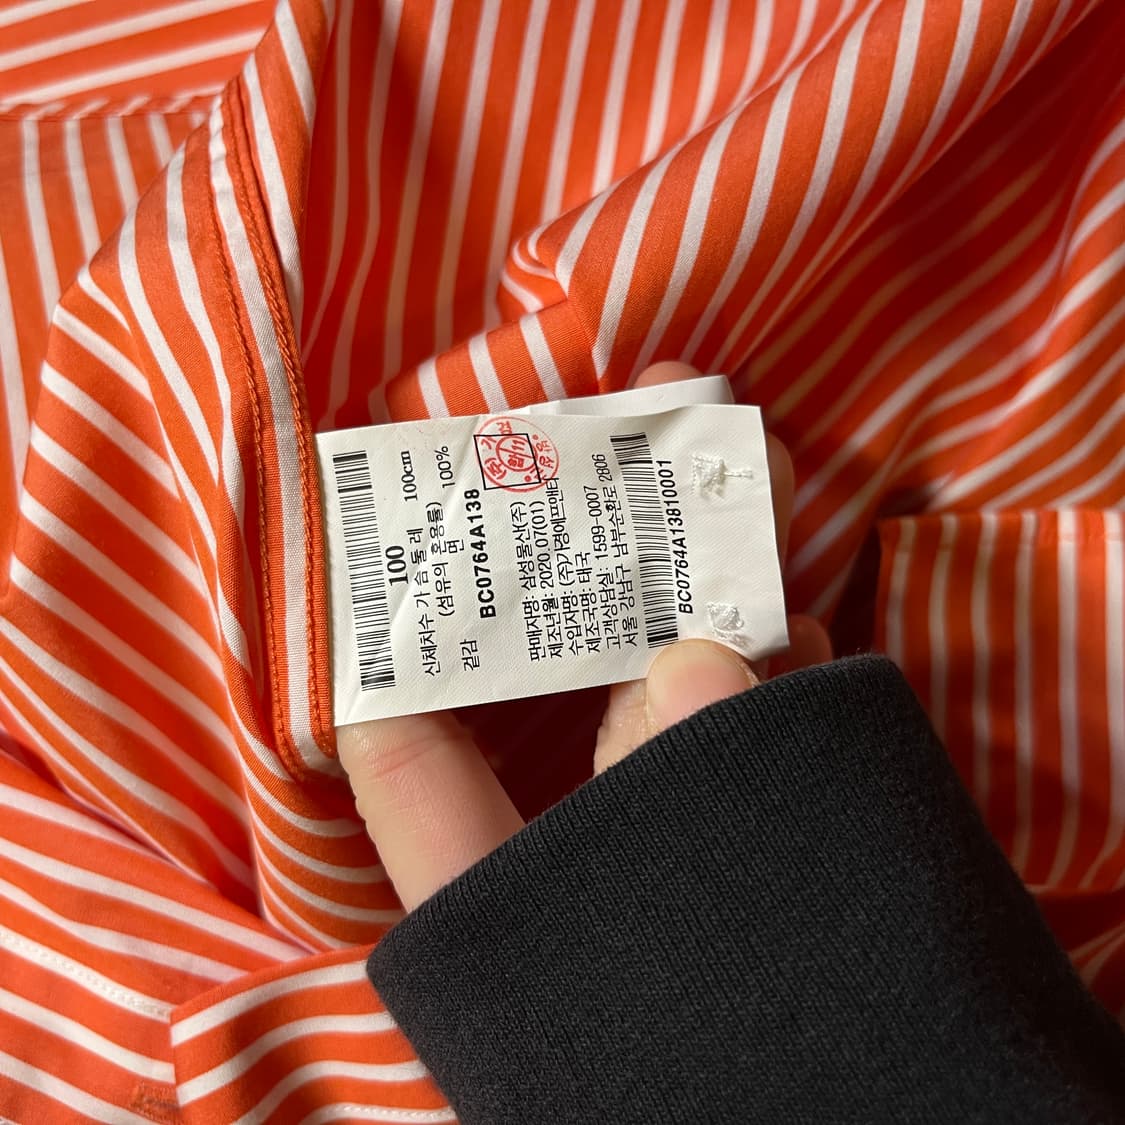 100
신체치수 가슴둘레 100cm
(섬유의 혼용률)
겉감 면 100%
BC0764A138
판매자명: 삼성물산(주)
제조년월: 2020.07(01)
수입자명: (주)가경에프앤티
제조국명: 태국
고객상담실: 1599-0007
서울 강남구 남부순환로 2806
BC0764A13810001